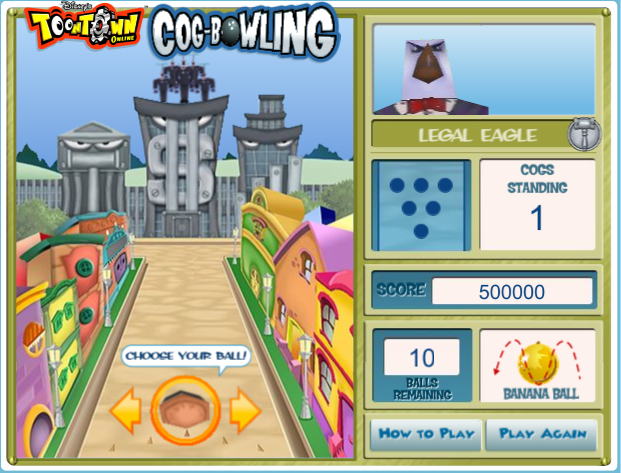 Disney's
TOONTOWN
ONLINE
COG-BOWLING
LEGAL EAGLE
COGS
STANDING
1
SCORE 500000
10
BALLS
REMAINING
BANANA BALL
CHOOSE YOUR BALL!
HOW TO PLAY
PLAY AGAIN